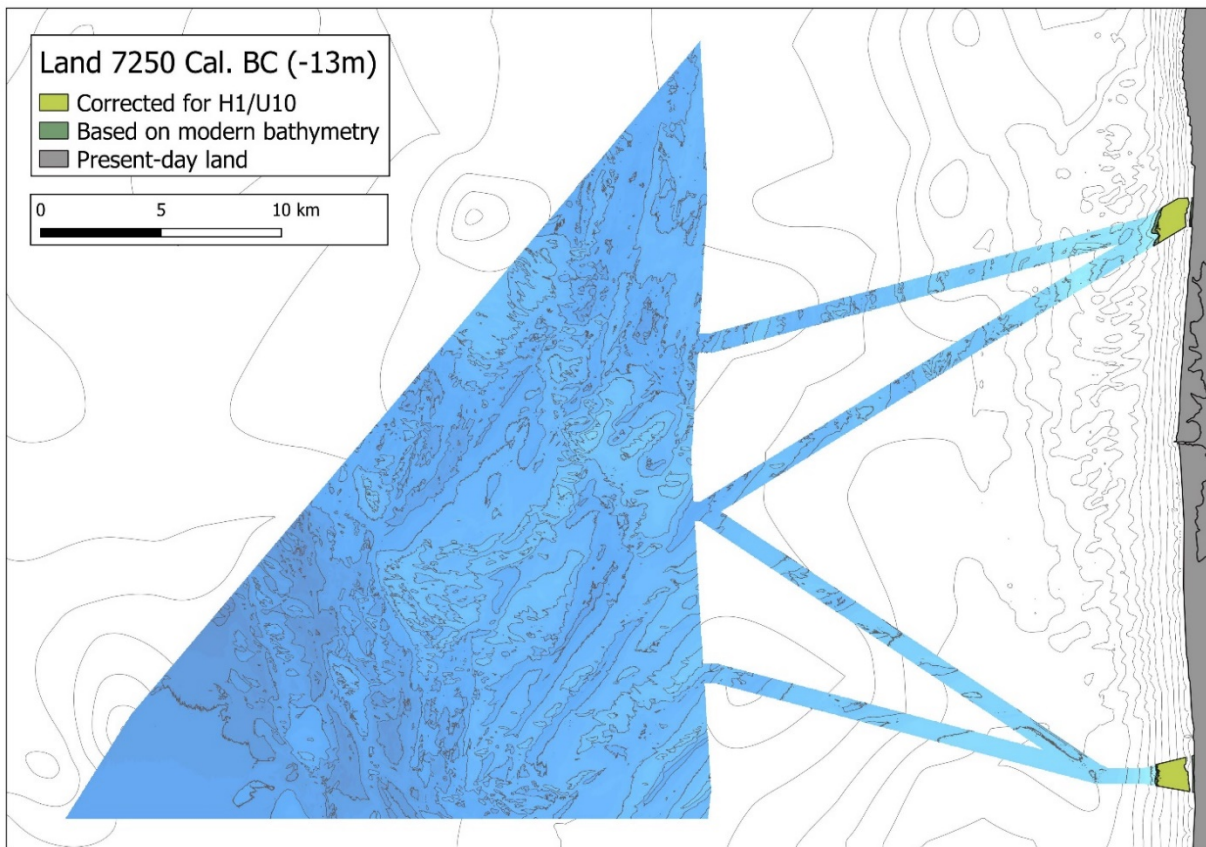 Land 7250 Cal. BC (-13m)
Corrected for H1/U10
Based on modern bathymetry
Present-day land
0 5 10 km